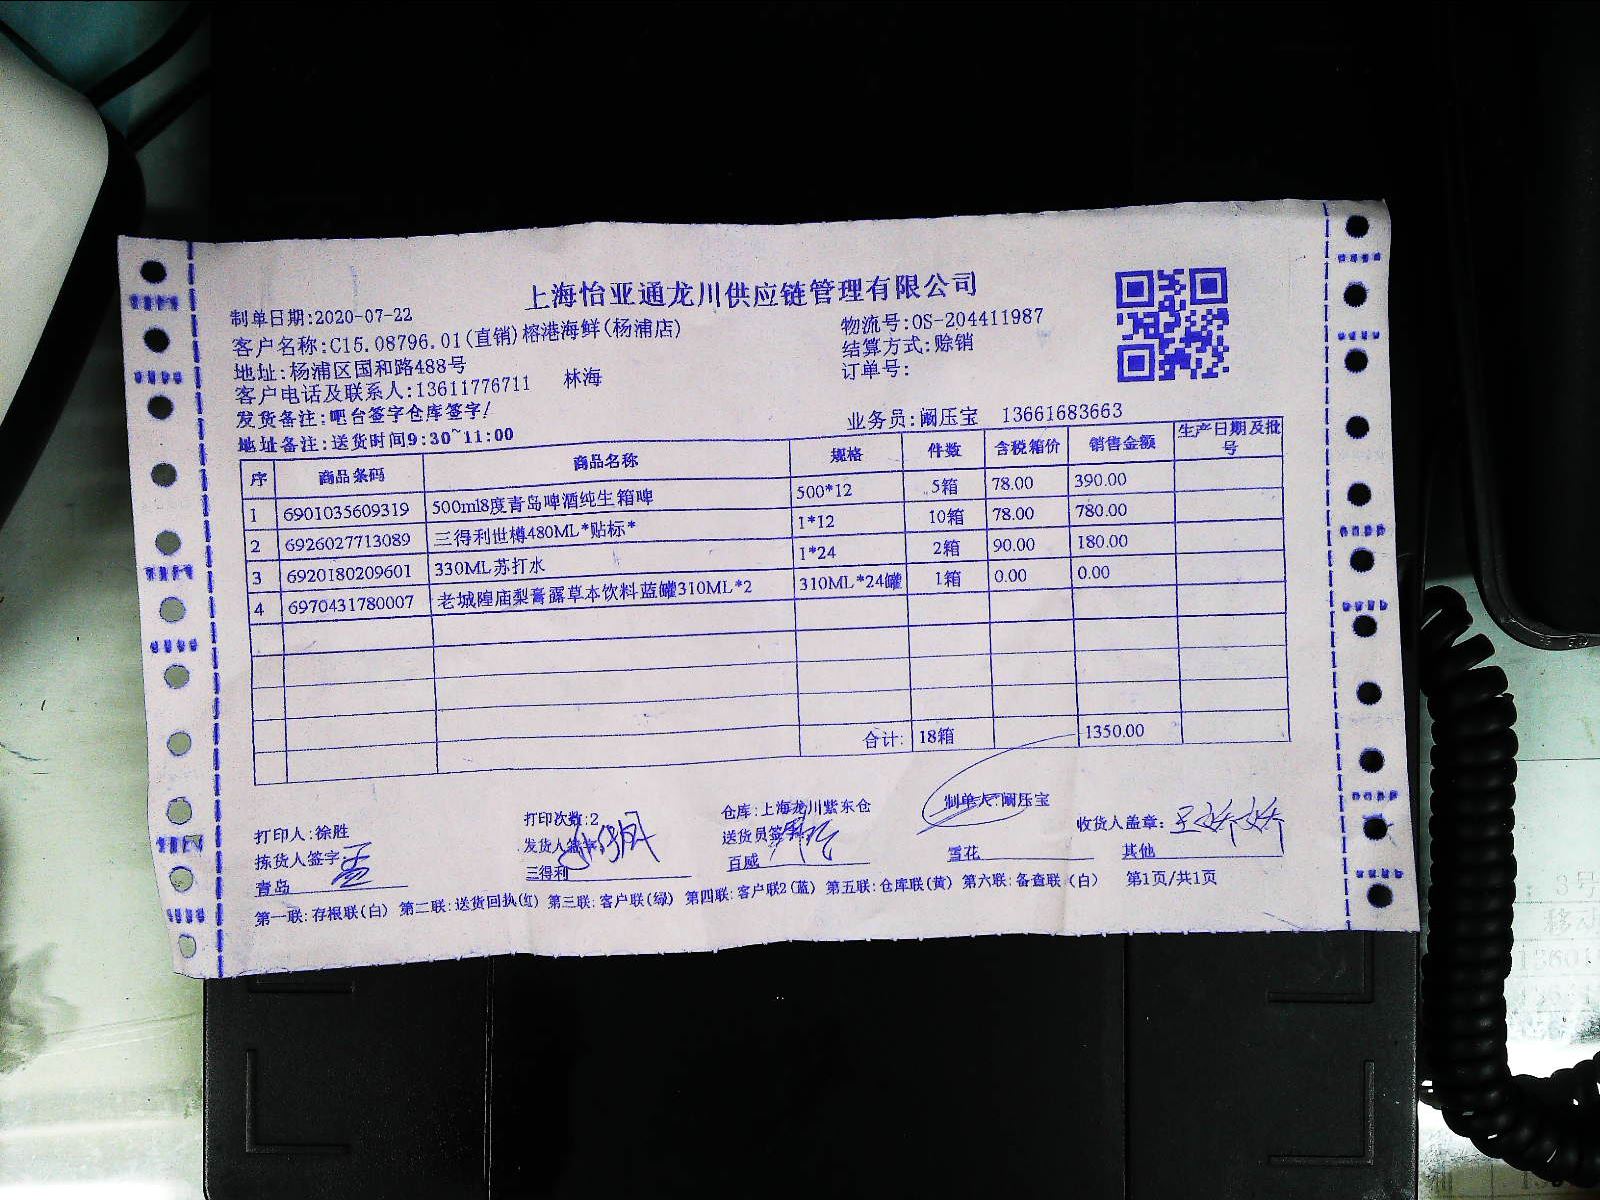 上海怡亚通龙川供应链管理有限公司
制单日期:2020-07-22
物流号:OS-204411987
客户名称:C15.08796.01(直销)榕港海鲜(杨浦店)
结算方式:赊销
地址:杨浦区国和路488号
订单号:
客户电话及联系人:13611776711 林海
发货备注:吧台签字仓库签字!
业务员:阚压宝 13661683663
地址备注:送货时间9:30~11:00
序 商品条码 商品名称 规格 件数 含税箱价 销售金额 生产日期及批号
1 6901035609319 500ml8度青岛啤酒纯生箱啤 500*12 5箱 78.00 390.00
2 6926027713089 三得利世樽480ML*贴标* 1*12 10箱 78.00 780.00
3 6920180209601 330ML苏打水 1*24 2箱 90.00 180.00
4 6970431780007 老城隍庙梨膏露草本饮料蓝罐310ML*2 310ML*24罐 1箱 0.00 0.00
合计: 18箱 1350.00
打印人:徐胜 打印次数:2 仓库:上海龙川紫东仓 制单人:阚压宝
拣货人签字 发货人签字 送货员签字 收货人盖章:
青岛 三得利 百威 雪花 其他
第一联:存根联(白) 第二联:送货回执(红) 第三联:客户联(绿) 第四联:客户联2(蓝) 第五联:仓库联(黄) 第六联:备查联(白) 第1页/共1页